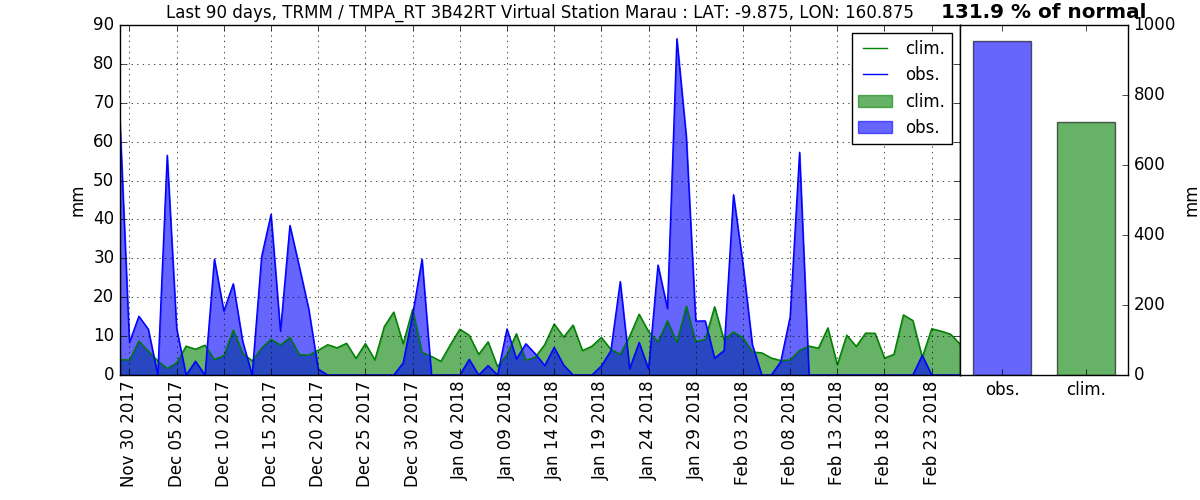 Last 90 days, TRMM / TMPA_RT 3B42RT Virtual Station Marau : LAT: -9.875, LON: 160.875
131.9 % of normal
90
80
70
60
50
40
30
20
10
0
mm
clim.
obs.
clim.
obs.
1000
800
600
400
200
0
mm
obs.
clim.
Nov 30 2017
Dec 05 2017
Dec 10 2017
Dec 15 2017
Dec 20 2017
Dec 25 2017
Dec 30 2017
Jan 04 2018
Jan 09 2018
Jan 14 2018
Jan 19 2018
Jan 24 2018
Jan 29 2018
Feb 03 2018
Feb 08 2018
Feb 13 2018
Feb 18 2018
Feb 23 2018